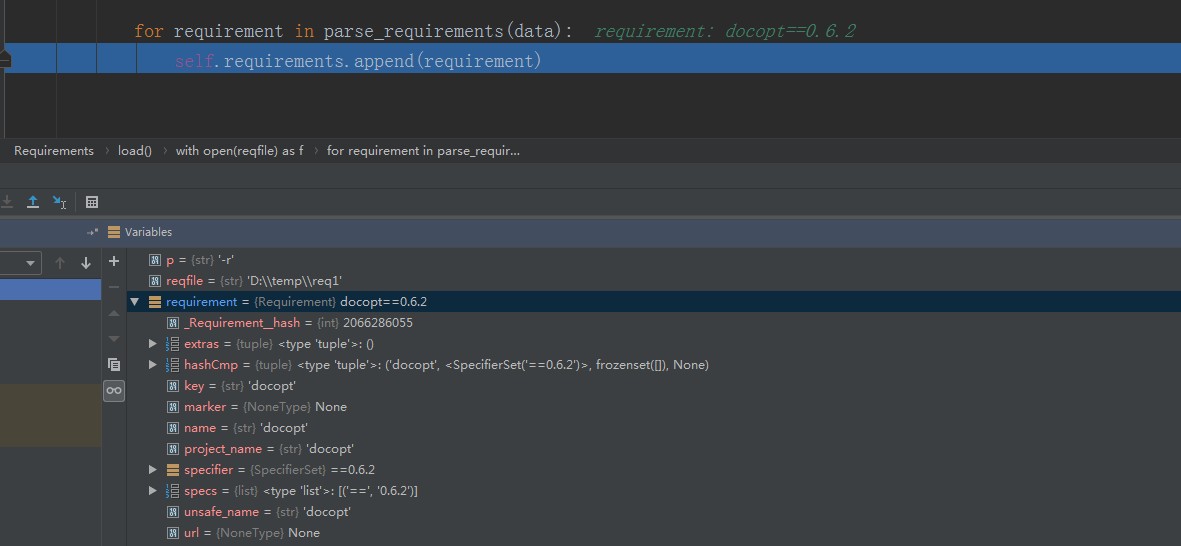 for requirement in parse_requirements(data):  requirement: docopt==0.6.2
self.requirements.append(requirement)
Requirements › load() › with open(reqfile) as f › for requirement in parse_requir...
Variables
p = {str} '-r'
reqfile = {str} 'D:\\temp\\req1'
requirement = {Requirement} docopt==0.6.2
_Requirement__hash = {int} 2066286055
extras = {tuple} <type 'tuple'>: ()
hashCmp = {tuple} <type 'tuple'>: ('docopt', <SpecifierSet('==0.6.2')>, frozenset([]), None)
key = {str} 'docopt'
marker = {NoneType} None
name = {str} 'docopt'
project_name = {str} 'docopt'
specifier = {SpecifierSet} ==0.6.2
specs = {list} <type 'list'>: [('==', '0.6.2')]
unsafe_name = {str} 'docopt'
url = {NoneType} None